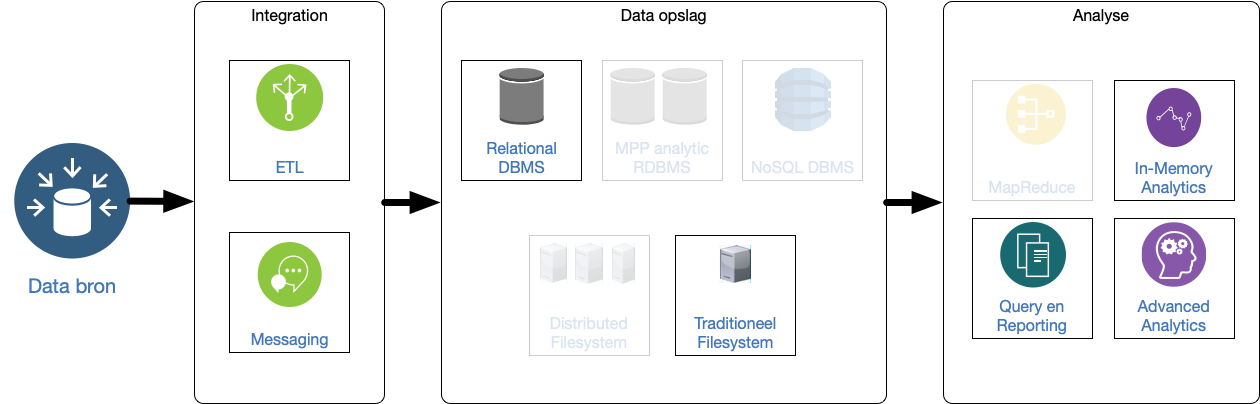 Integration
Data opslag
Analyse
Data bron
ETL
Messaging
Relational
DBMS
MPP analytic
RDBMS
NoSQL DBMS
Distributed
Filesystem
Traditioneel
Filesystem
MapReduce
In-Memory
Analytics
Query en
Reporting
Advanced
Analytics